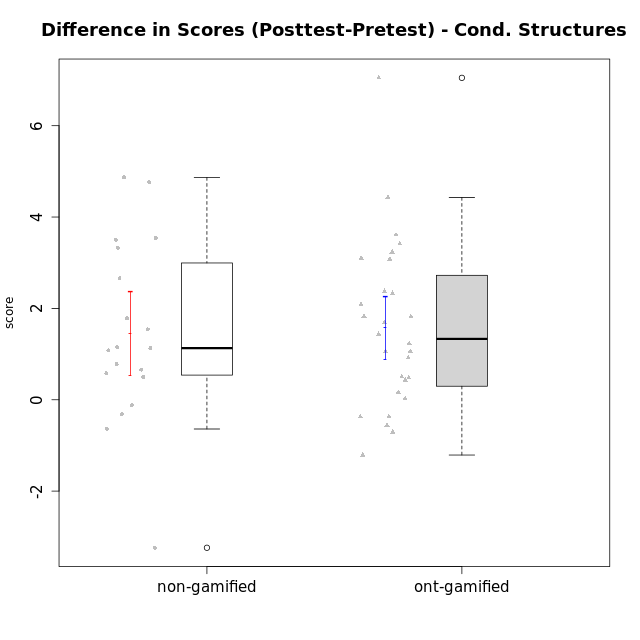 Difference in Scores (Posttest-Pretest) - Cond. Structures
6
4
2
0
-2
score
non-gamified
ont-gamified